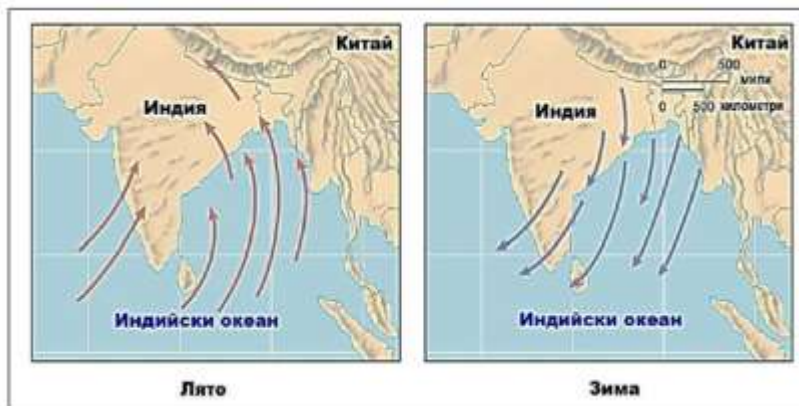 Китай
Индия
Индийски океан
Лято
Китай
0 500
мили
0 500 километри
Индия
Индийски океан
Зима